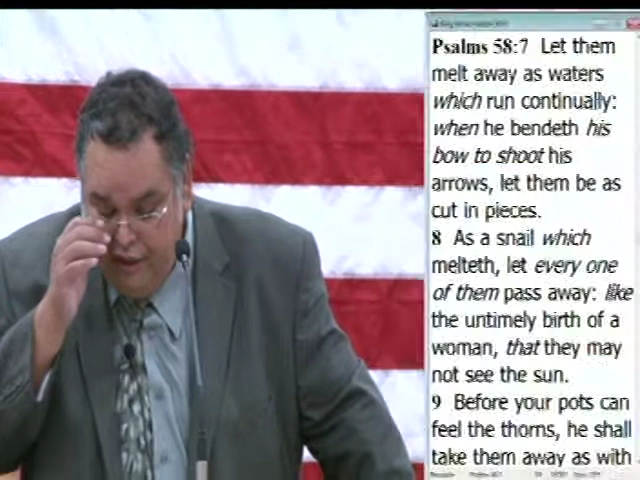 Psalms 58:7 Let them
melt away as waters
which run continually:
when he bendeth his
bow to shoot his
arrows, let them be as
cut in pieces.
8 As a snail which
melteth, let every one
of them pass away: like
the untimely birth of a
woman, that they may
not see the sun.
9 Before your pots can
feel the thorns, he shall
take them away as with